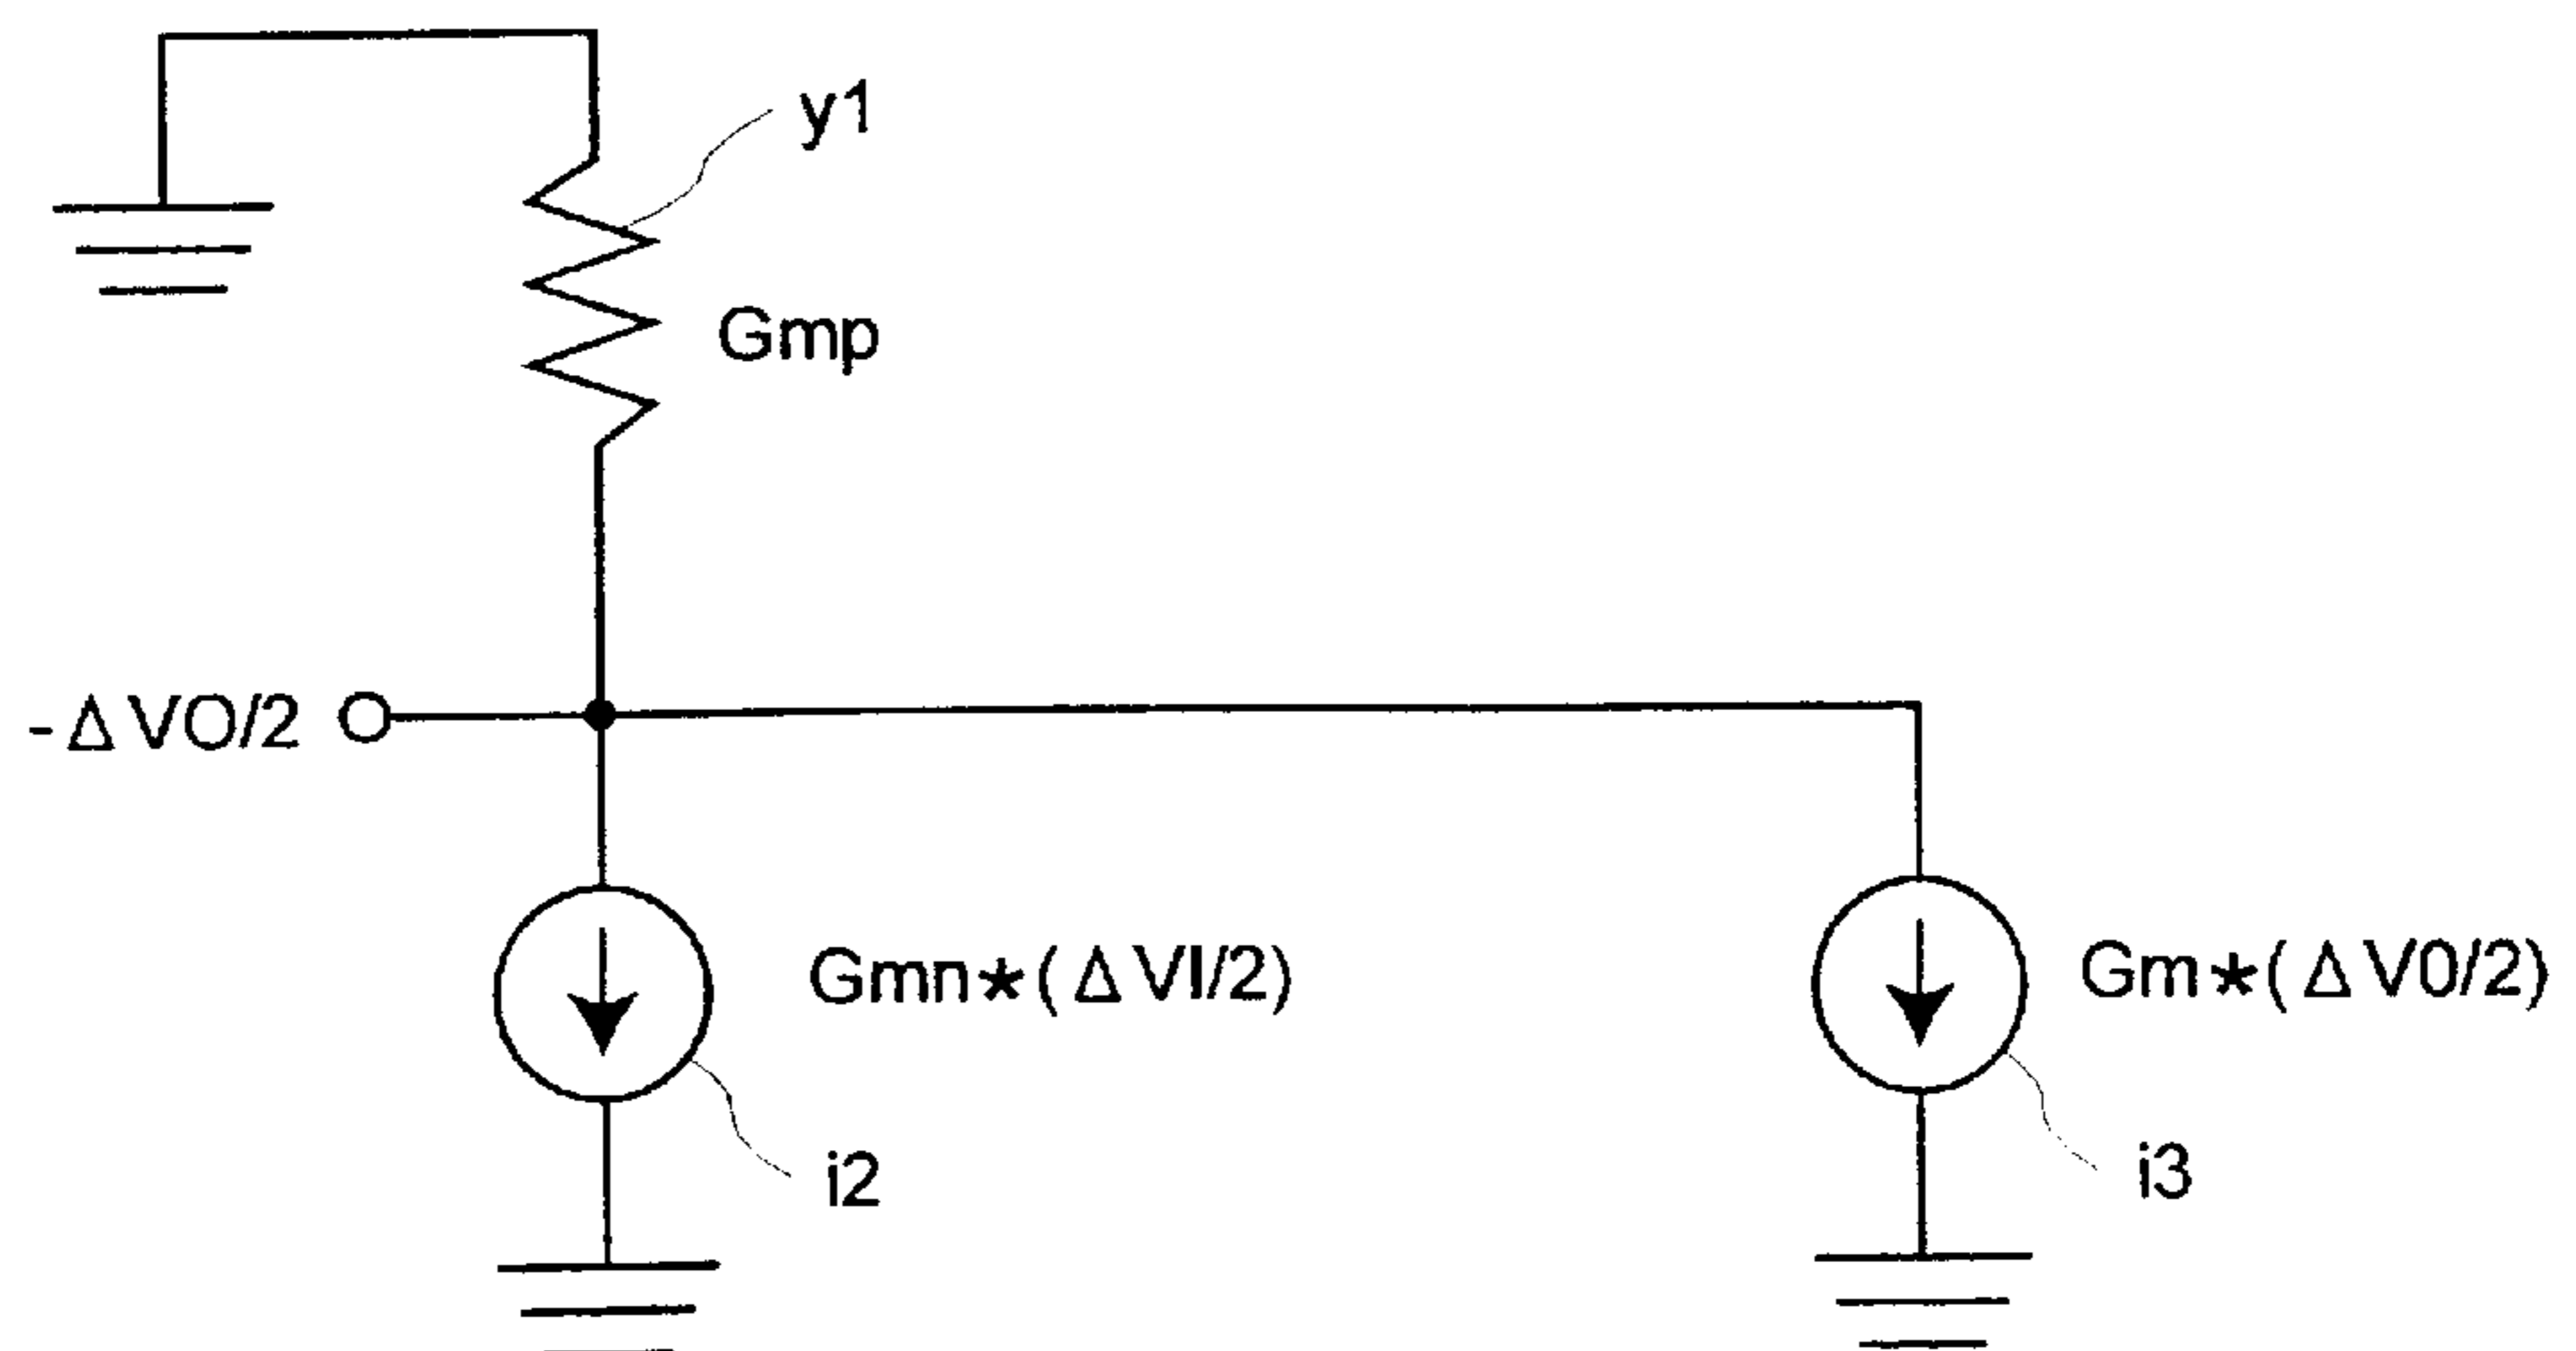 y1
Gmp
-ΔVO/2
Gmn*(ΔVI/2)
Gm*(ΔV0/2)
i2
i3